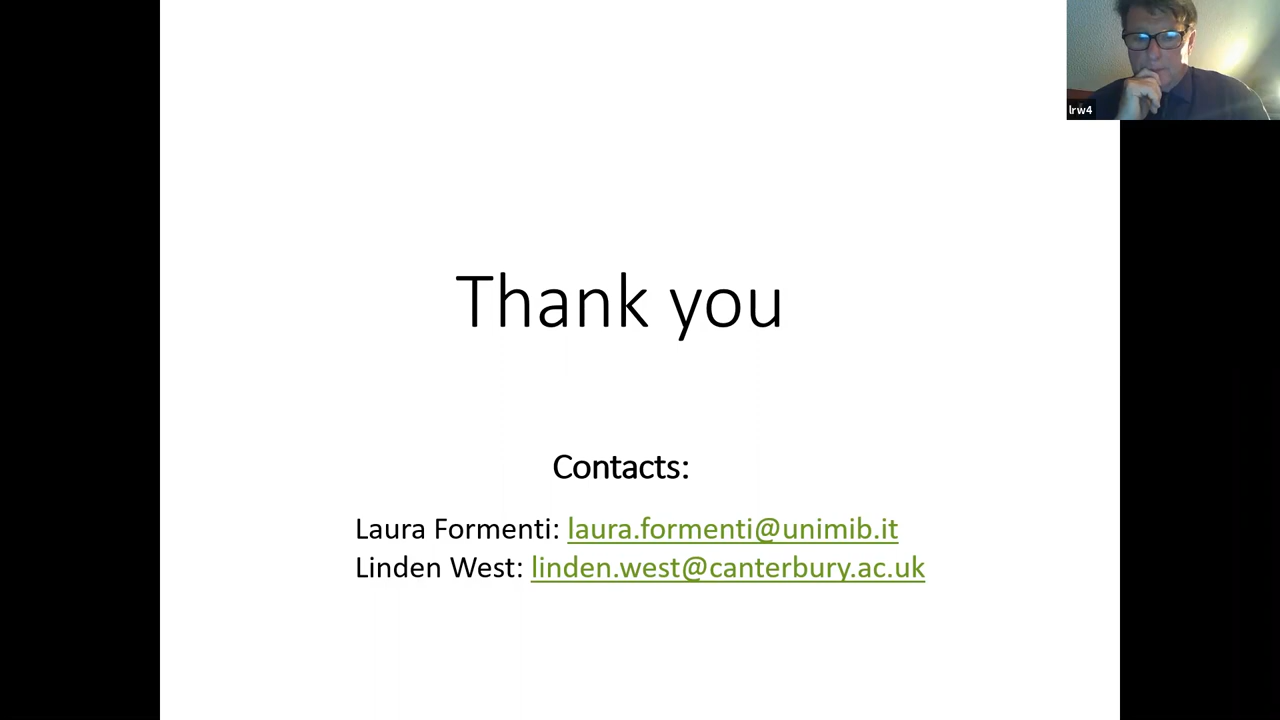 lrw4
Thank you
Contacts:
Laura Formenti: laura.formenti@unimib.it
Linden West: linden.west@canterbury.ac.uk